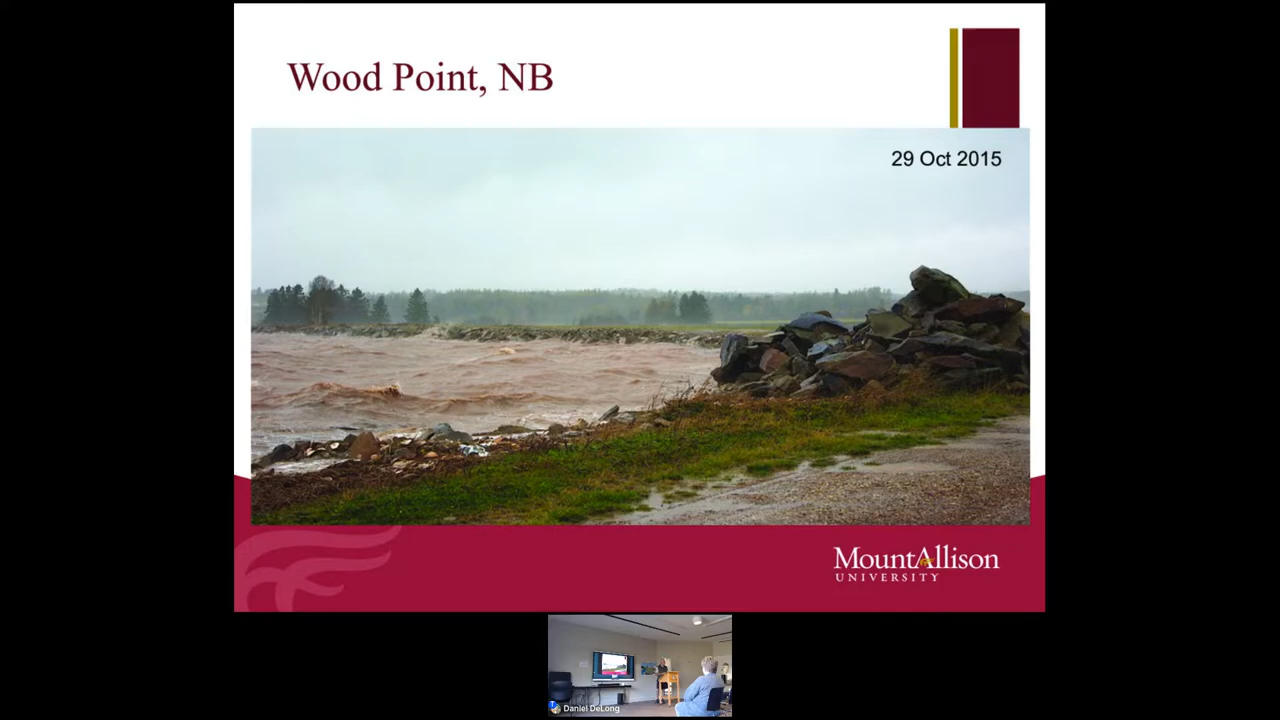 Wood Point, NB
29 Oct 2015
MountAllison
UNIVERSITY
Daniel DeLong